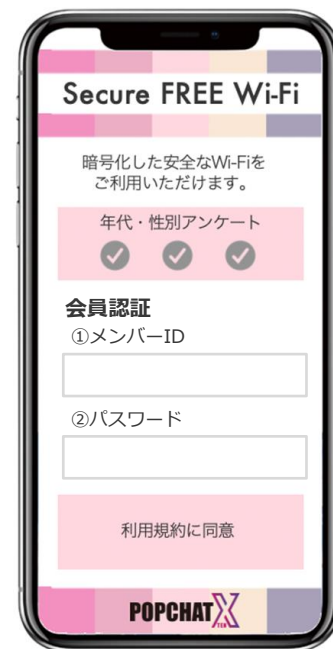 Secure FREE Wi-Fi
暗号化した安全なWi-Fiを
ご利用いただけます。
年代・性別アンケート
会員認証
①メンバーID
②パスワード
利用規約に同意
POPCHAT X
TEN